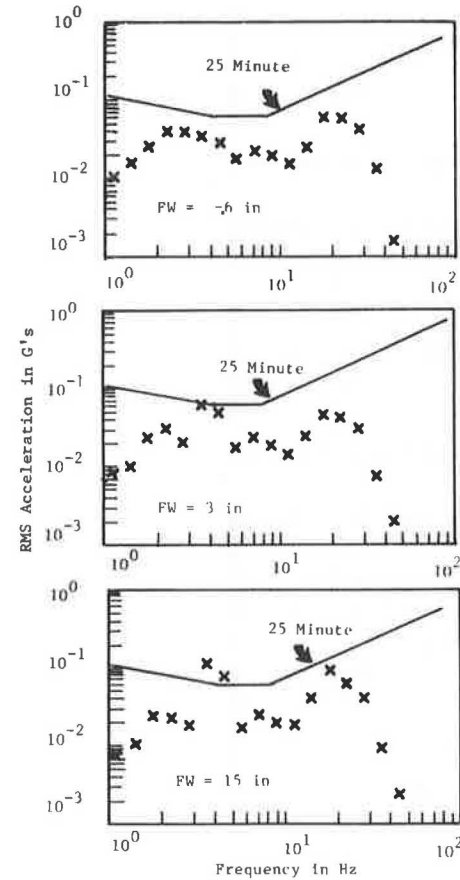 10^0
25 Minute
10^-1
10^-2
FW = -.6 in
10^-3
10^0 10^1 10^2
10^0
25 Minute
10^-1
10^-2
FW = 3 in
10^-3
10^0 10^1 10^2
10^0
25 Minute
10^-1
10^-2
FW = 15 in
10^-3
10^0 10^1 10^2
RMS Acceleration in G's
Frequency in Hz